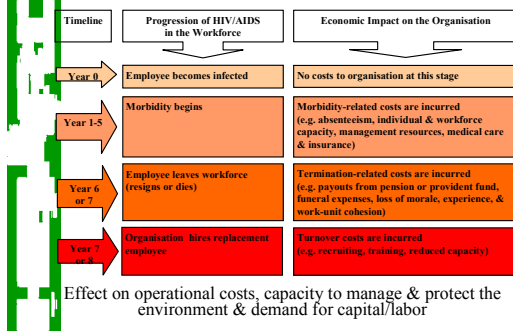 Timeline
Progression of HIV/AIDS
in the Workforce
Economic Impact on the Organisation
Year 0
Employee becomes infected
No costs to organisation at this stage
Year 1-5
Morbidity begins
Morbidity-related costs are incurred
(e.g. absenteeism, individual & workforce
capacity, management resources, medical care
& insurance)
Year 6
or 7
Employee leaves workforce
(resigns or dies)
Termination-related costs are incurred
(e.g. payouts from pension or provident fund,
funeral expenses, loss of morale, experience, &
work-unit cohesion)
Year 7
or 8
Organisation hires replacement
employee
Turnover costs are incurred
(e.g. recruiting, training, reduced capacity)
Effect on operational costs, capacity to manage & protect the
environment & demand for capital/labor